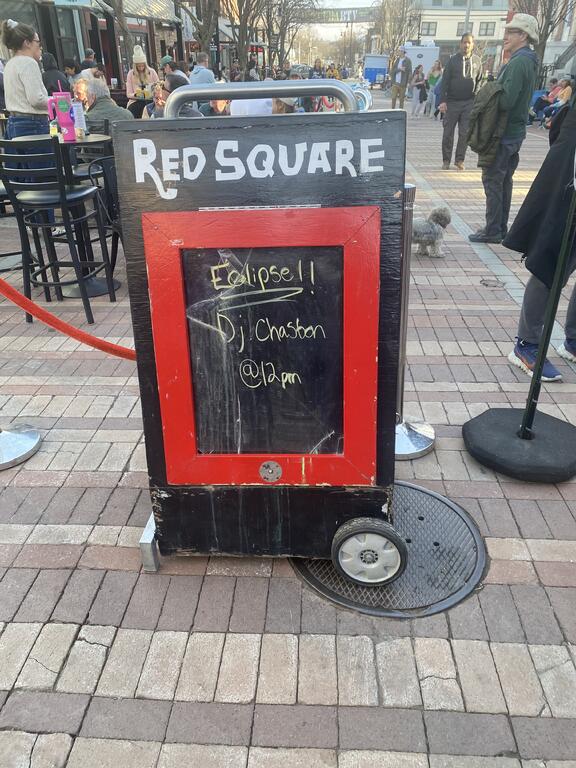 RED SQUARE
Eclipse!!
Dj Chaston
@12pm